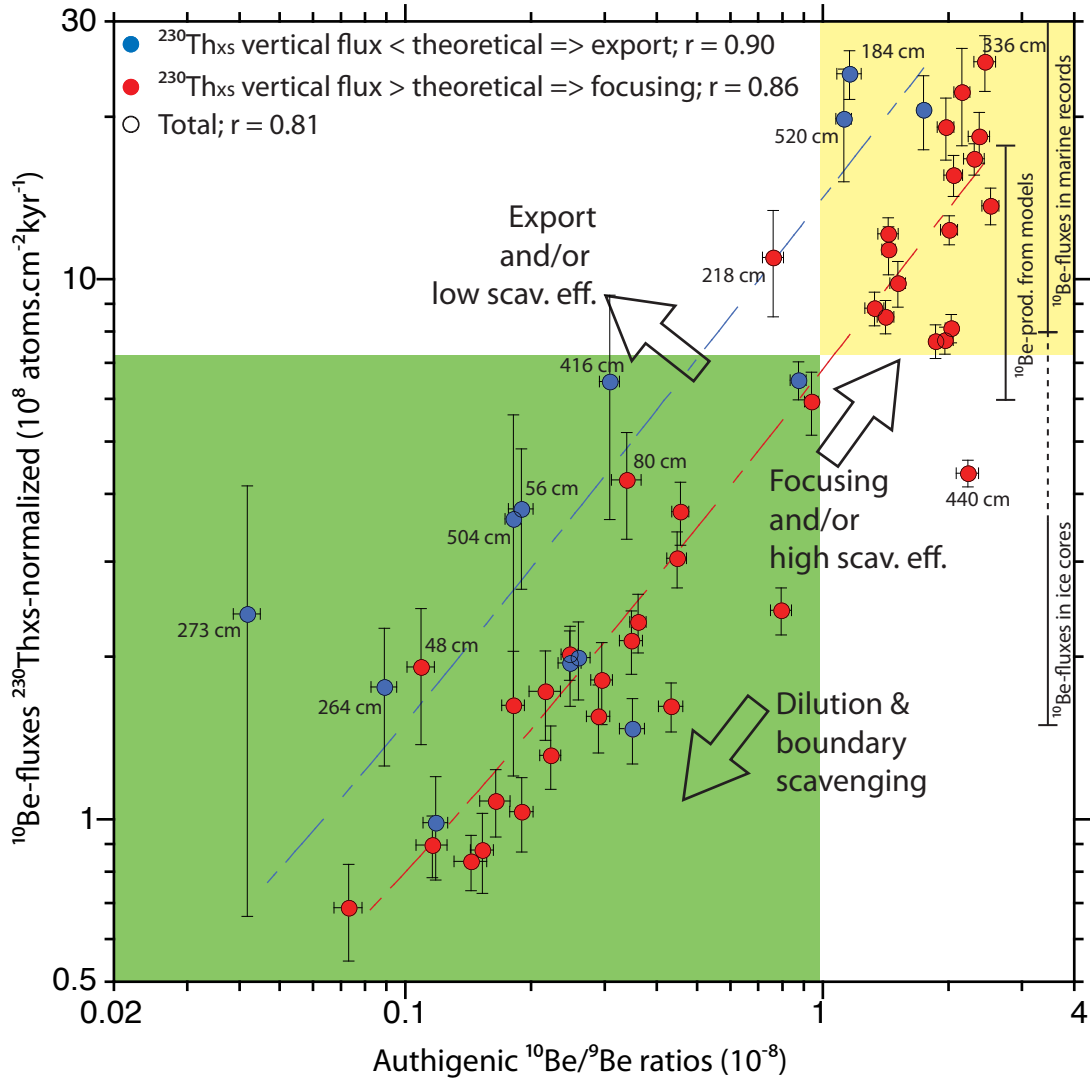 30
20
10
1
0.5
¹⁰Be-fluxes ²³⁰Thxs-normalized (10⁸ atoms.cm⁻²kyr⁻¹)
²³⁰Thxs vertical flux < theoretical => export; r = 0.90
²³⁰Thxs vertical flux > theoretical => focusing; r = 0.86
Total; r = 0.81
184 cm
336 cm
520 cm
Export
and/or
low scav. eff.
218 cm
416 cm
80 cm
56 cm
504 cm
273 cm
48 cm
264 cm
440 cm
Focusing
and/or
high scav. eff.
Dilution &
boundary
scavenging
¹⁰Be-prod. from models
¹⁰Be-fluxes in marine records
¹⁰Be-fluxes in ice cores
0.02
0.1
0.2
1
2
4
Authigenic ¹⁰Be/⁹Be ratios (10⁻⁸)